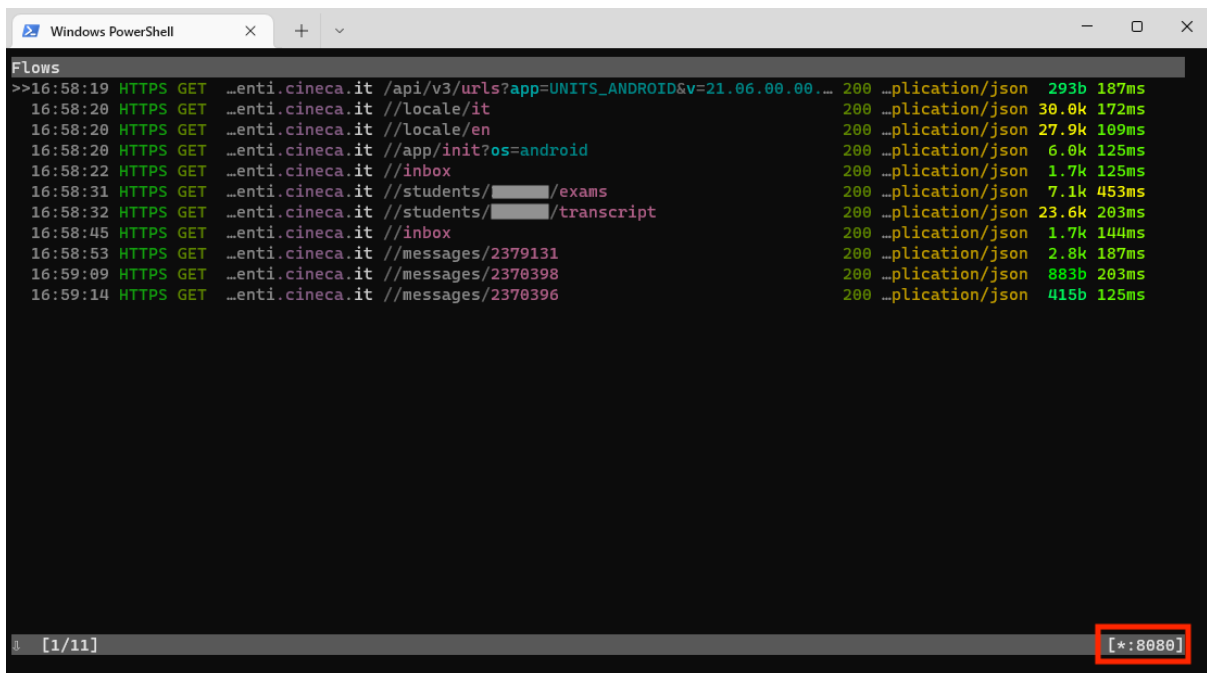 Windows PowerShell
Flows
>>16:58:19 HTTPS GET …enti.cineca.it /api/v3/urls?app=UNITS_ANDROID&v=21.06.00.00.… 200 …plication/json 293b 187ms
16:58:20 HTTPS GET …enti.cineca.it //locale/it 200 …plication/json 30.0k 172ms
16:58:20 HTTPS GET …enti.cineca.it //locale/en 200 …plication/json 27.9k 109ms
16:58:20 HTTPS GET …enti.cineca.it //app/init?os=android 200 …plication/json 6.0k 125ms
16:58:22 HTTPS GET …enti.cineca.it //inbox 200 …plication/json 1.7k 125ms
16:58:31 HTTPS GET …enti.cineca.it //students/ /exams 200 …plication/json 7.1k 453ms
16:58:32 HTTPS GET …enti.cineca.it //students/ /transcript 200 …plication/json 23.6k 203ms
16:58:45 HTTPS GET …enti.cineca.it //inbox 200 …plication/json 1.7k 144ms
16:58:53 HTTPS GET …enti.cineca.it //messages/2379131 200 …plication/json 2.8k 187ms
16:59:09 HTTPS GET …enti.cineca.it //messages/2370398 200 …plication/json 883b 203ms
16:59:14 HTTPS GET …enti.cineca.it //messages/2370396 200 …plication/json 415b 125ms
⇩ [1/11] [*:8080]